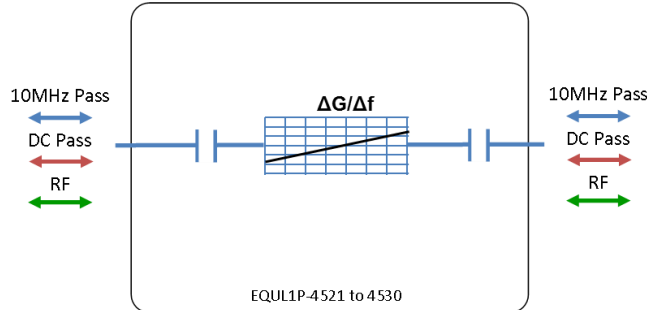 10MHz Pass
DC Pass
RF
ΔG/Δf
10MHz Pass
DC Pass
RF
EQUL1P-4521 to 4530